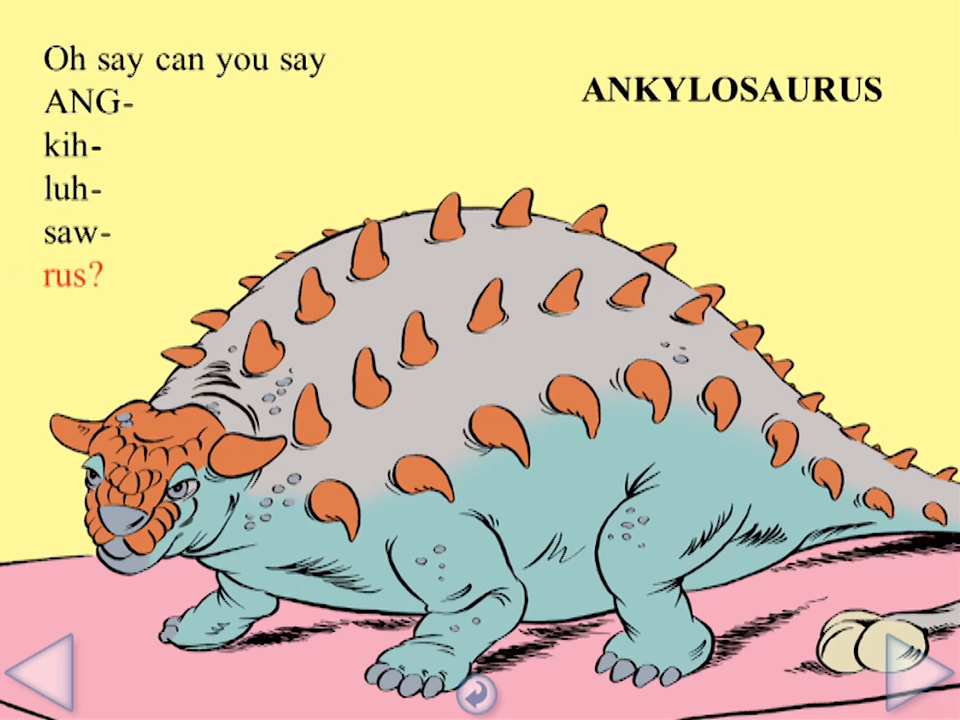 Oh say can you say
ANG-
kih-
luh-
saw-
rus?
ANKYLOSAURUS